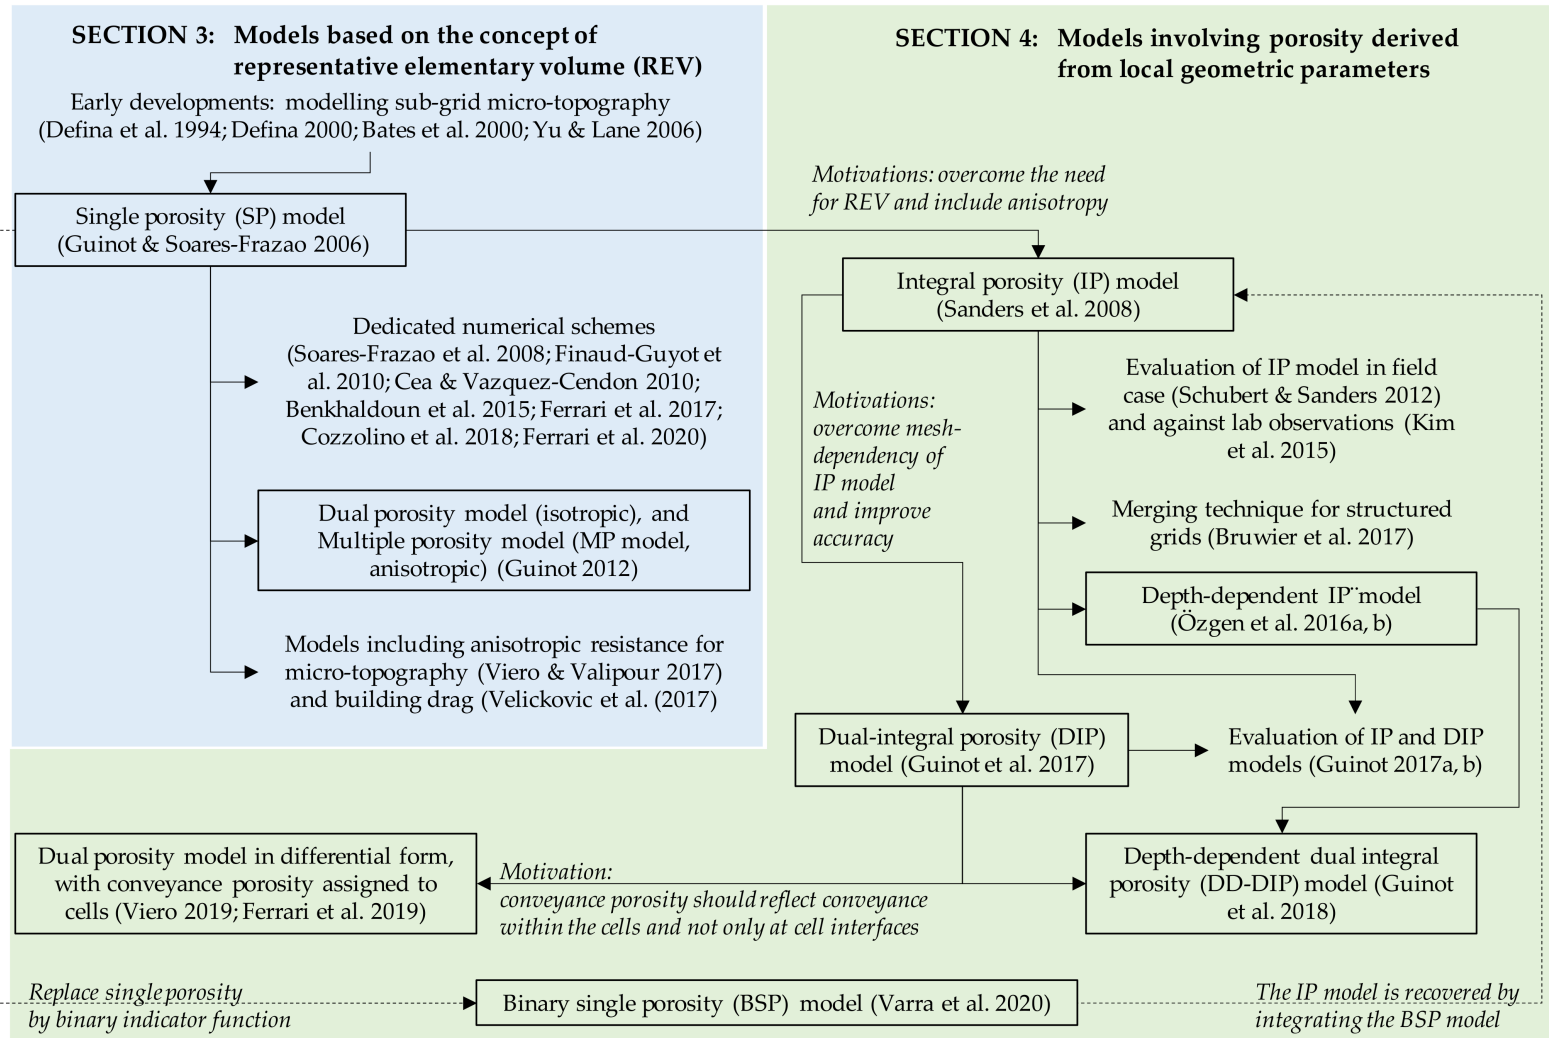 SECTION 3: Models based on the concept of
representative elementary volume (REV)
Early developments: modelling sub-grid micro-topography
(Defina et al. 1994; Defina 2000; Bates et al. 2000; Yu & Lane 2006)
Single porosity (SP) model
(Guinot & Soares-Frazao 2006)
Dedicated numerical schemes
(Soares-Frazao et al. 2008; Finaud-Guyot et
al. 2010; Cea & Vazquez-Cendon 2010;
Benkhaldoun et al. 2015; Ferrari et al. 2017;
Cozzolino et al. 2018; Ferrari et al. 2020)
Dual porosity model (isotropic), and
Multiple porosity model (MP model,
anisotropic) (Guinot 2012)
Models including anisotropic resistance for
micro-topography (Viero & Valipour 2017)
and building drag (Velickovic et al. (2017)
SECTION 4: Models involving porosity derived
from local geometric parameters
Motivations: overcome the need
for REV and include anisotropy
Integral porosity (IP) model
(Sanders et al. 2008)
Motivations:
overcome mesh-
dependency of
IP model
and improve
accuracy
Evaluation of IP model in field
case (Schubert & Sanders 2012)
and against lab observations (Kim
et al. 2015)
Merging technique for structured
grids (Bruwier et al. 2017)
Depth-dependent IP¨model
(Özgen et al. 2016a, b)
Dual-integral porosity (DIP)
model (Guinot et al. 2017)
Evaluation of IP and DIP
models (Guinot 2017a, b)
Dual porosity model in differential form,
with conveyance porosity assigned to
cells (Viero 2019; Ferrari et al. 2019)
Motivation:
conveyance porosity should reflect conveyance
within the cells and not only at cell interfaces
Depth-dependent dual integral
porosity (DD-DIP) model (Guinot
et al. 2018)
Replace single porosity
by binary indicator function
Binary single porosity (BSP) model (Varra et al. 2020)
The IP model is recovered by
integrating the BSP model